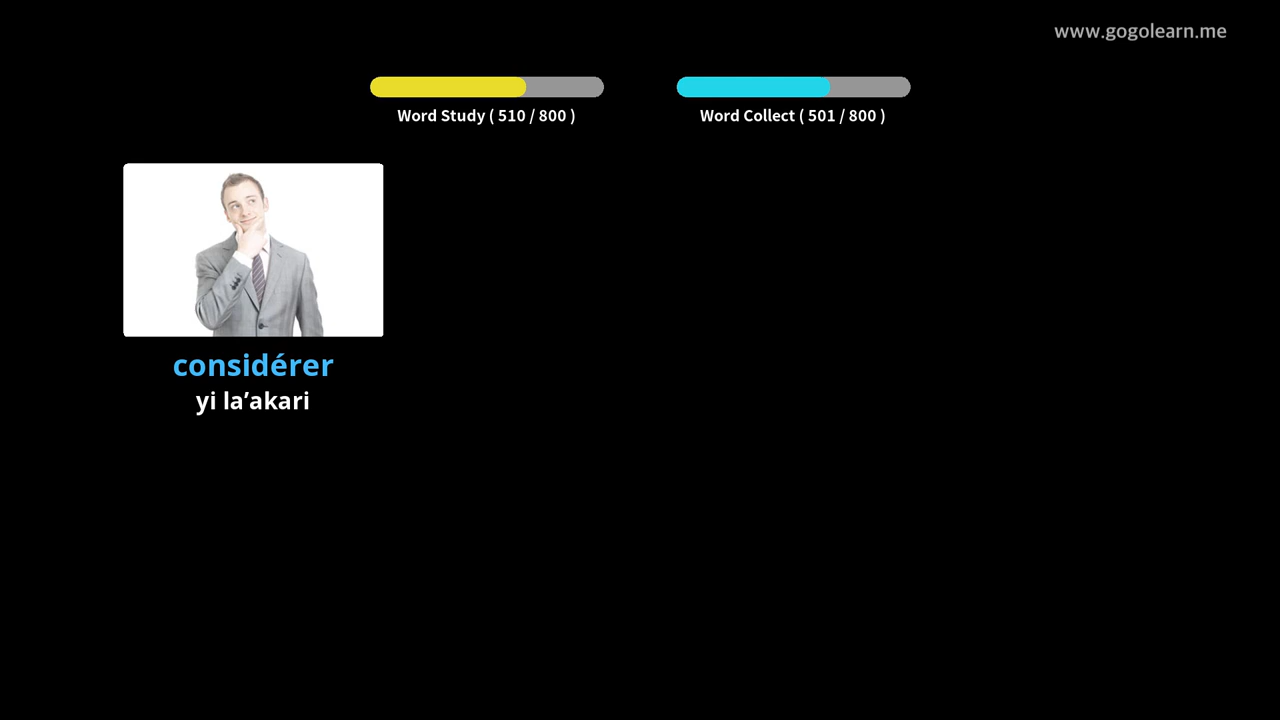 www.gogolearn.me
Word Study ( 510 / 800 )
Word Collect ( 501 / 800 )
considérer
yi la’akari